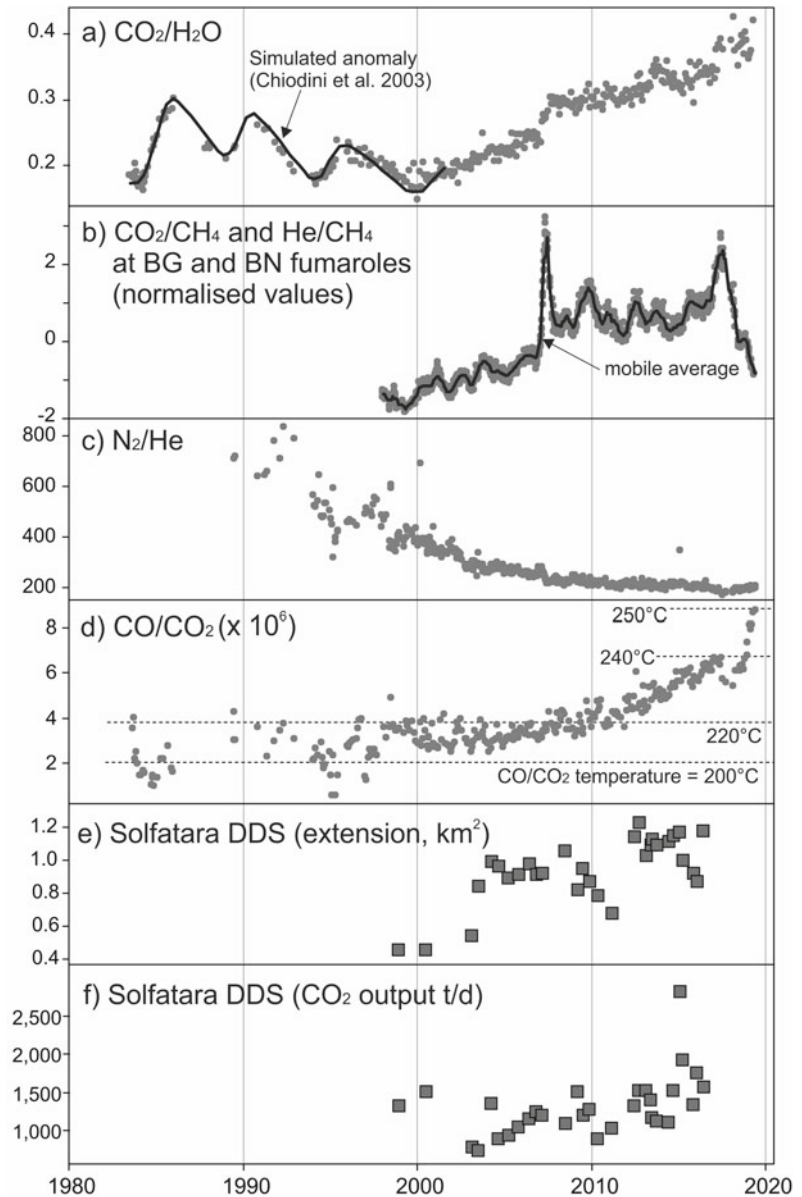 a) CO₂/H₂O
0.4
0.3
0.2
Simulated anomaly
(Chiodini et al. 2003)
b) CO₂/CH₄ and He/CH₄
at BG and BN fumaroles
(normalised values)
2
0
-2
mobile average
c) N₂/He
800
600
400
200
d) CO/CO₂ (x 10⁶)
8
6
4
2
250°C
240°C
220°C
CO/CO₂ temperature = 200°C
e) Solfatara DDS (extension, km²)
1.2
1.0
0.8
0.6
0.4
f) Solfatara DDS (CO₂ output t/d)
2,500
2,000
1,500
1,000
1980 1990 2000 2010 2020